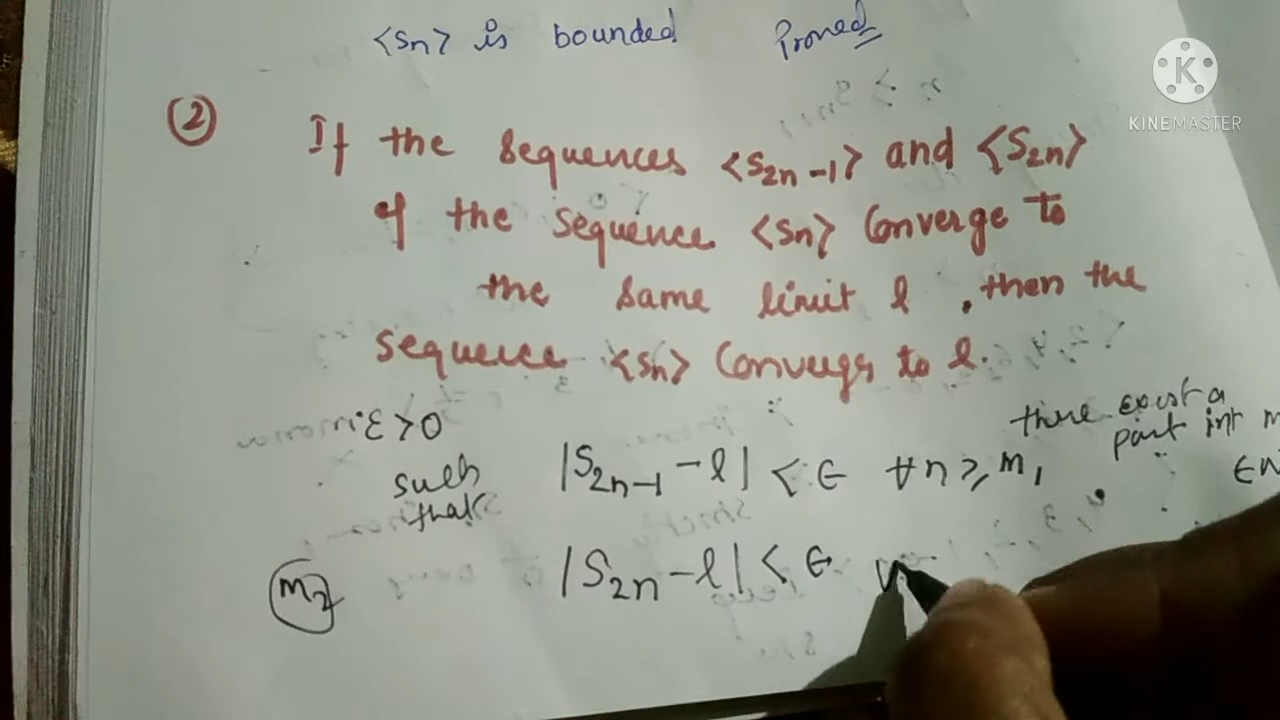 <Sn> is bounded Proved
K
KINEMASTER
② If the sequences <S2n-1> and <S2n>
of the sequence <Sn> Converge to
the same limit l, then the
sequence <Sn> Convergs to l.
ε>0
there exist a
such that |S2n-1 - l| < ∈ ∀n ≥ m1
m2 |S2n - l| < ∈